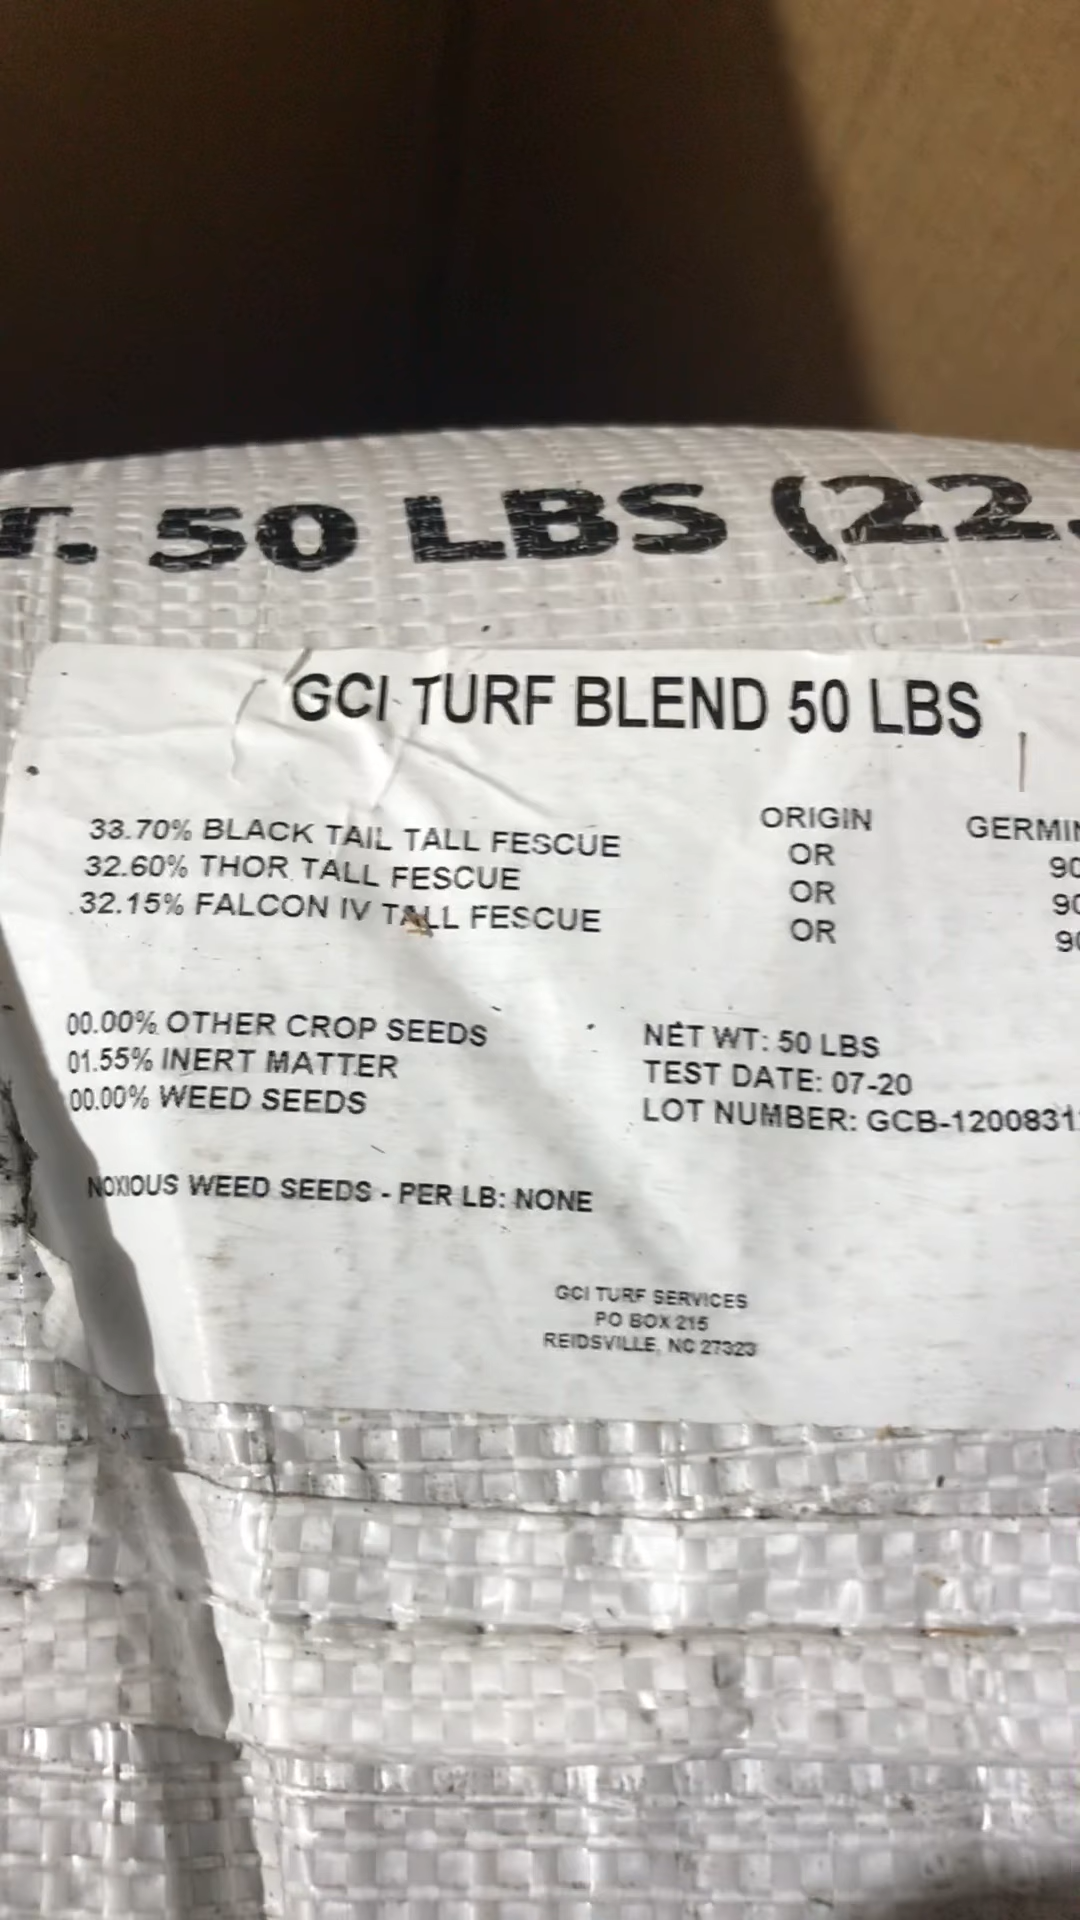 T. 50 LBS (22.
GCI TURF BLEND 50 LBS
ORIGIN GERMIN
33.70% BLACK TAIL TALL FESCUE OR 90
32.60% THOR TALL FESCUE OR 90
32.15% FALCON IV TALL FESCUE OR 90
00.00% OTHER CROP SEEDS NET WT: 50 LBS
01.55% INERT MATTER TEST DATE: 07-20
00.00% WEED SEEDS LOT NUMBER: GCB-1200831
NOXIOUS WEED SEEDS - PER LB: NONE
GCI TURF SERVICES
PO BOX 215
REIDSVILLE, NC 27323